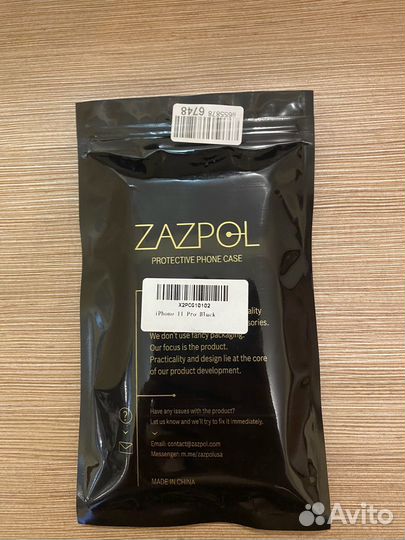 6748
ZAZPOL
PROTECTIVE PHONE CASE
X2PCG10102
iPhone 11 Pro Black
ality
sories.
We don't use fancy packaging.
Our focus is the product.
Practicality and design lie at the core
of our product development.
Have any issues with the product?
Let us know and we'll try to fix it immediately.
Email: contact@zazpol.com
Messenger: m.me/zazpolusa
MADE IN CHINA
Avito